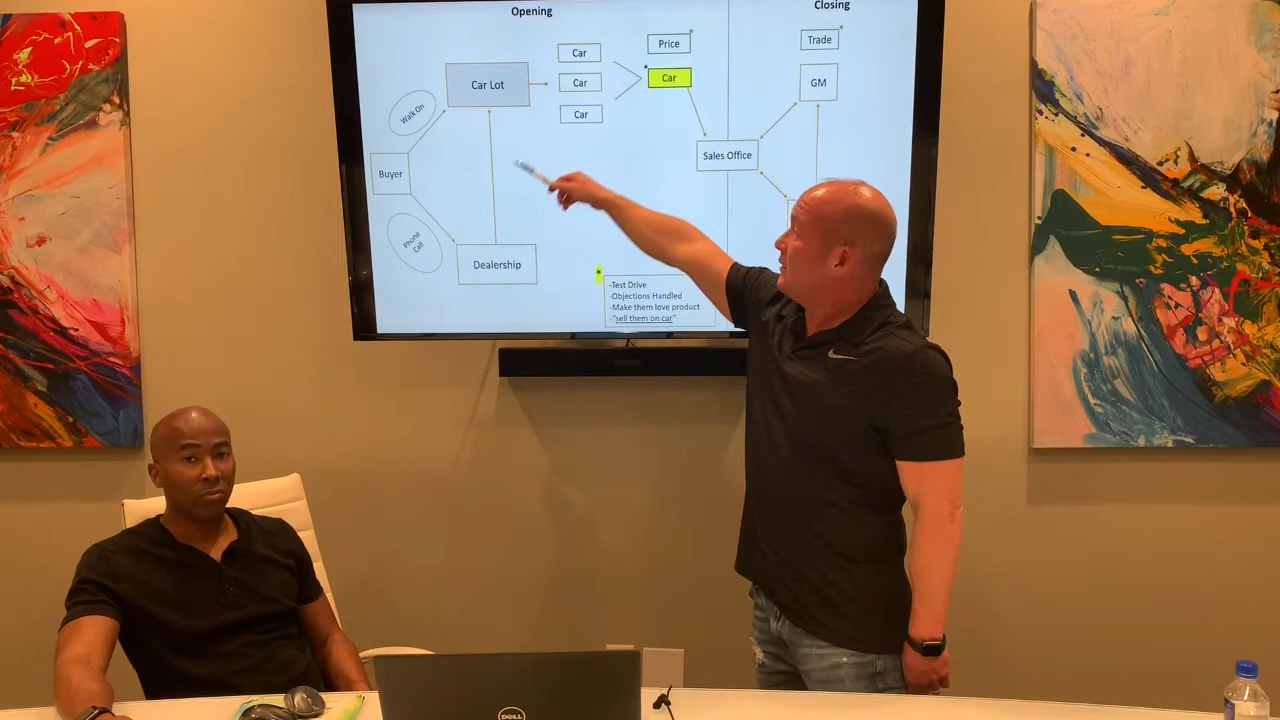 Opening
Closing
Car
Price
*
Trade
*
Car Lot
Car
*
Car
GM
Walk On
Car
Sales Office
Buyer
Phone
Call
Dealership
*
-Test Drive
-Objections Handled
-Make them love product
-"sell them on car"
DELL